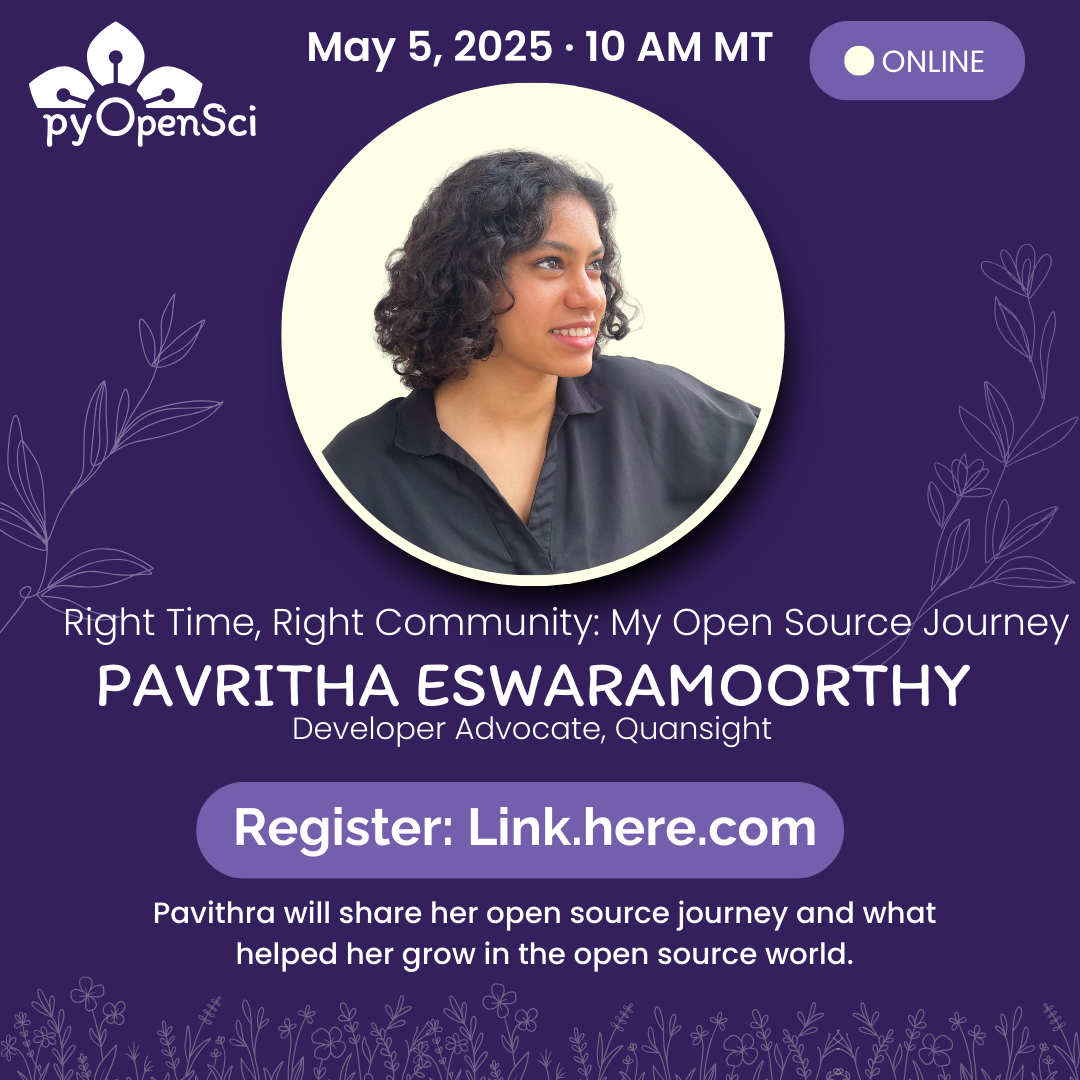 May 5, 2025 · 10 AM MT
ONLINE
pyOpenSci
Right Time, Right Community: My Open Source Journey
PAVRITHA ESWARAMOORTHY
Developer Advocate, Quansight
Register: Link.here.com
Pavithra will share her open source journey and what
helped her grow in the open source world.